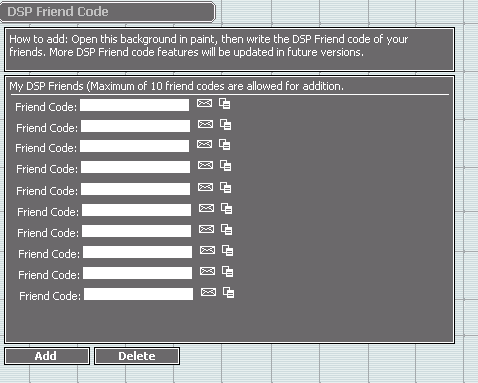 DSP Friend Code
How to add: Open this background in paint, then write the DSP Friend code of your
friends. More DSP Friend code features will be updated in future versions.
My DSP Friends (Maximum of 10 friend codes are allowed for addition.
Friend Code:
Friend Code:
Friend Code:
Friend Code:
Friend Code:
Friend Code:
Friend Code:
Friend Code:
Friend Code:
Friend Code:
Add Delete